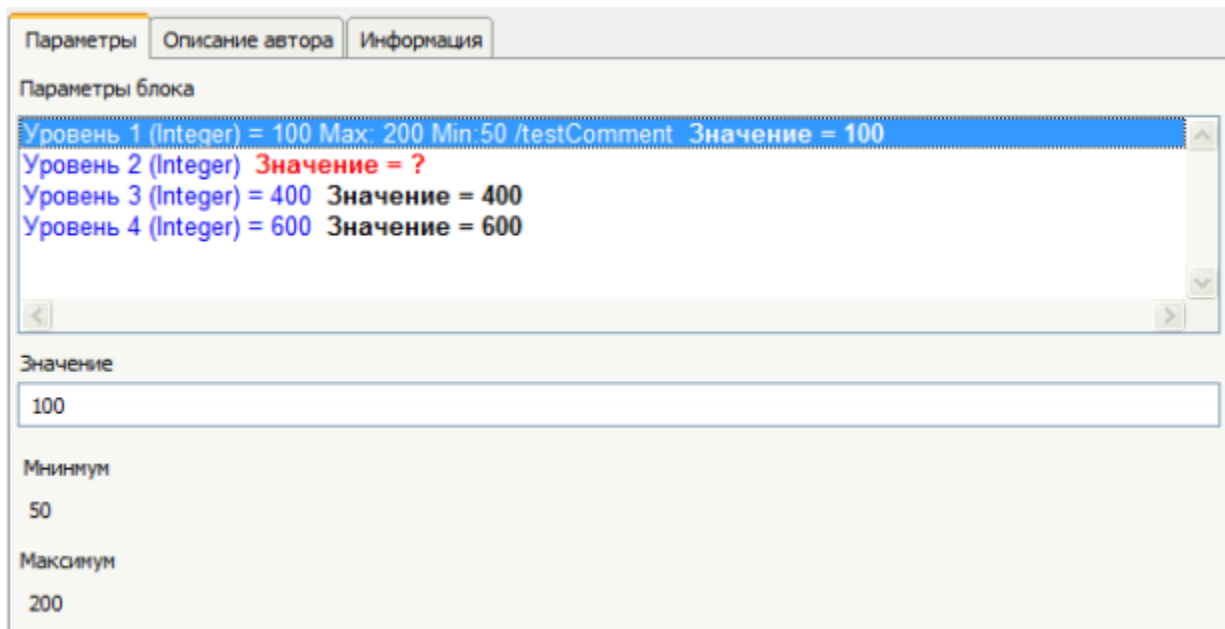 Параметры Описание автора Информация
Параметры блока
Уровень 1 (Integer) = 100 Max: 200 Min:50 /testComment Значение = 100
Уровень 2 (Integer) Значение = ?
Уровень 3 (Integer) = 400 Значение = 400
Уровень 4 (Integer) = 600 Значение = 600
Значение
100
Мнинмум
50
Максимум
200